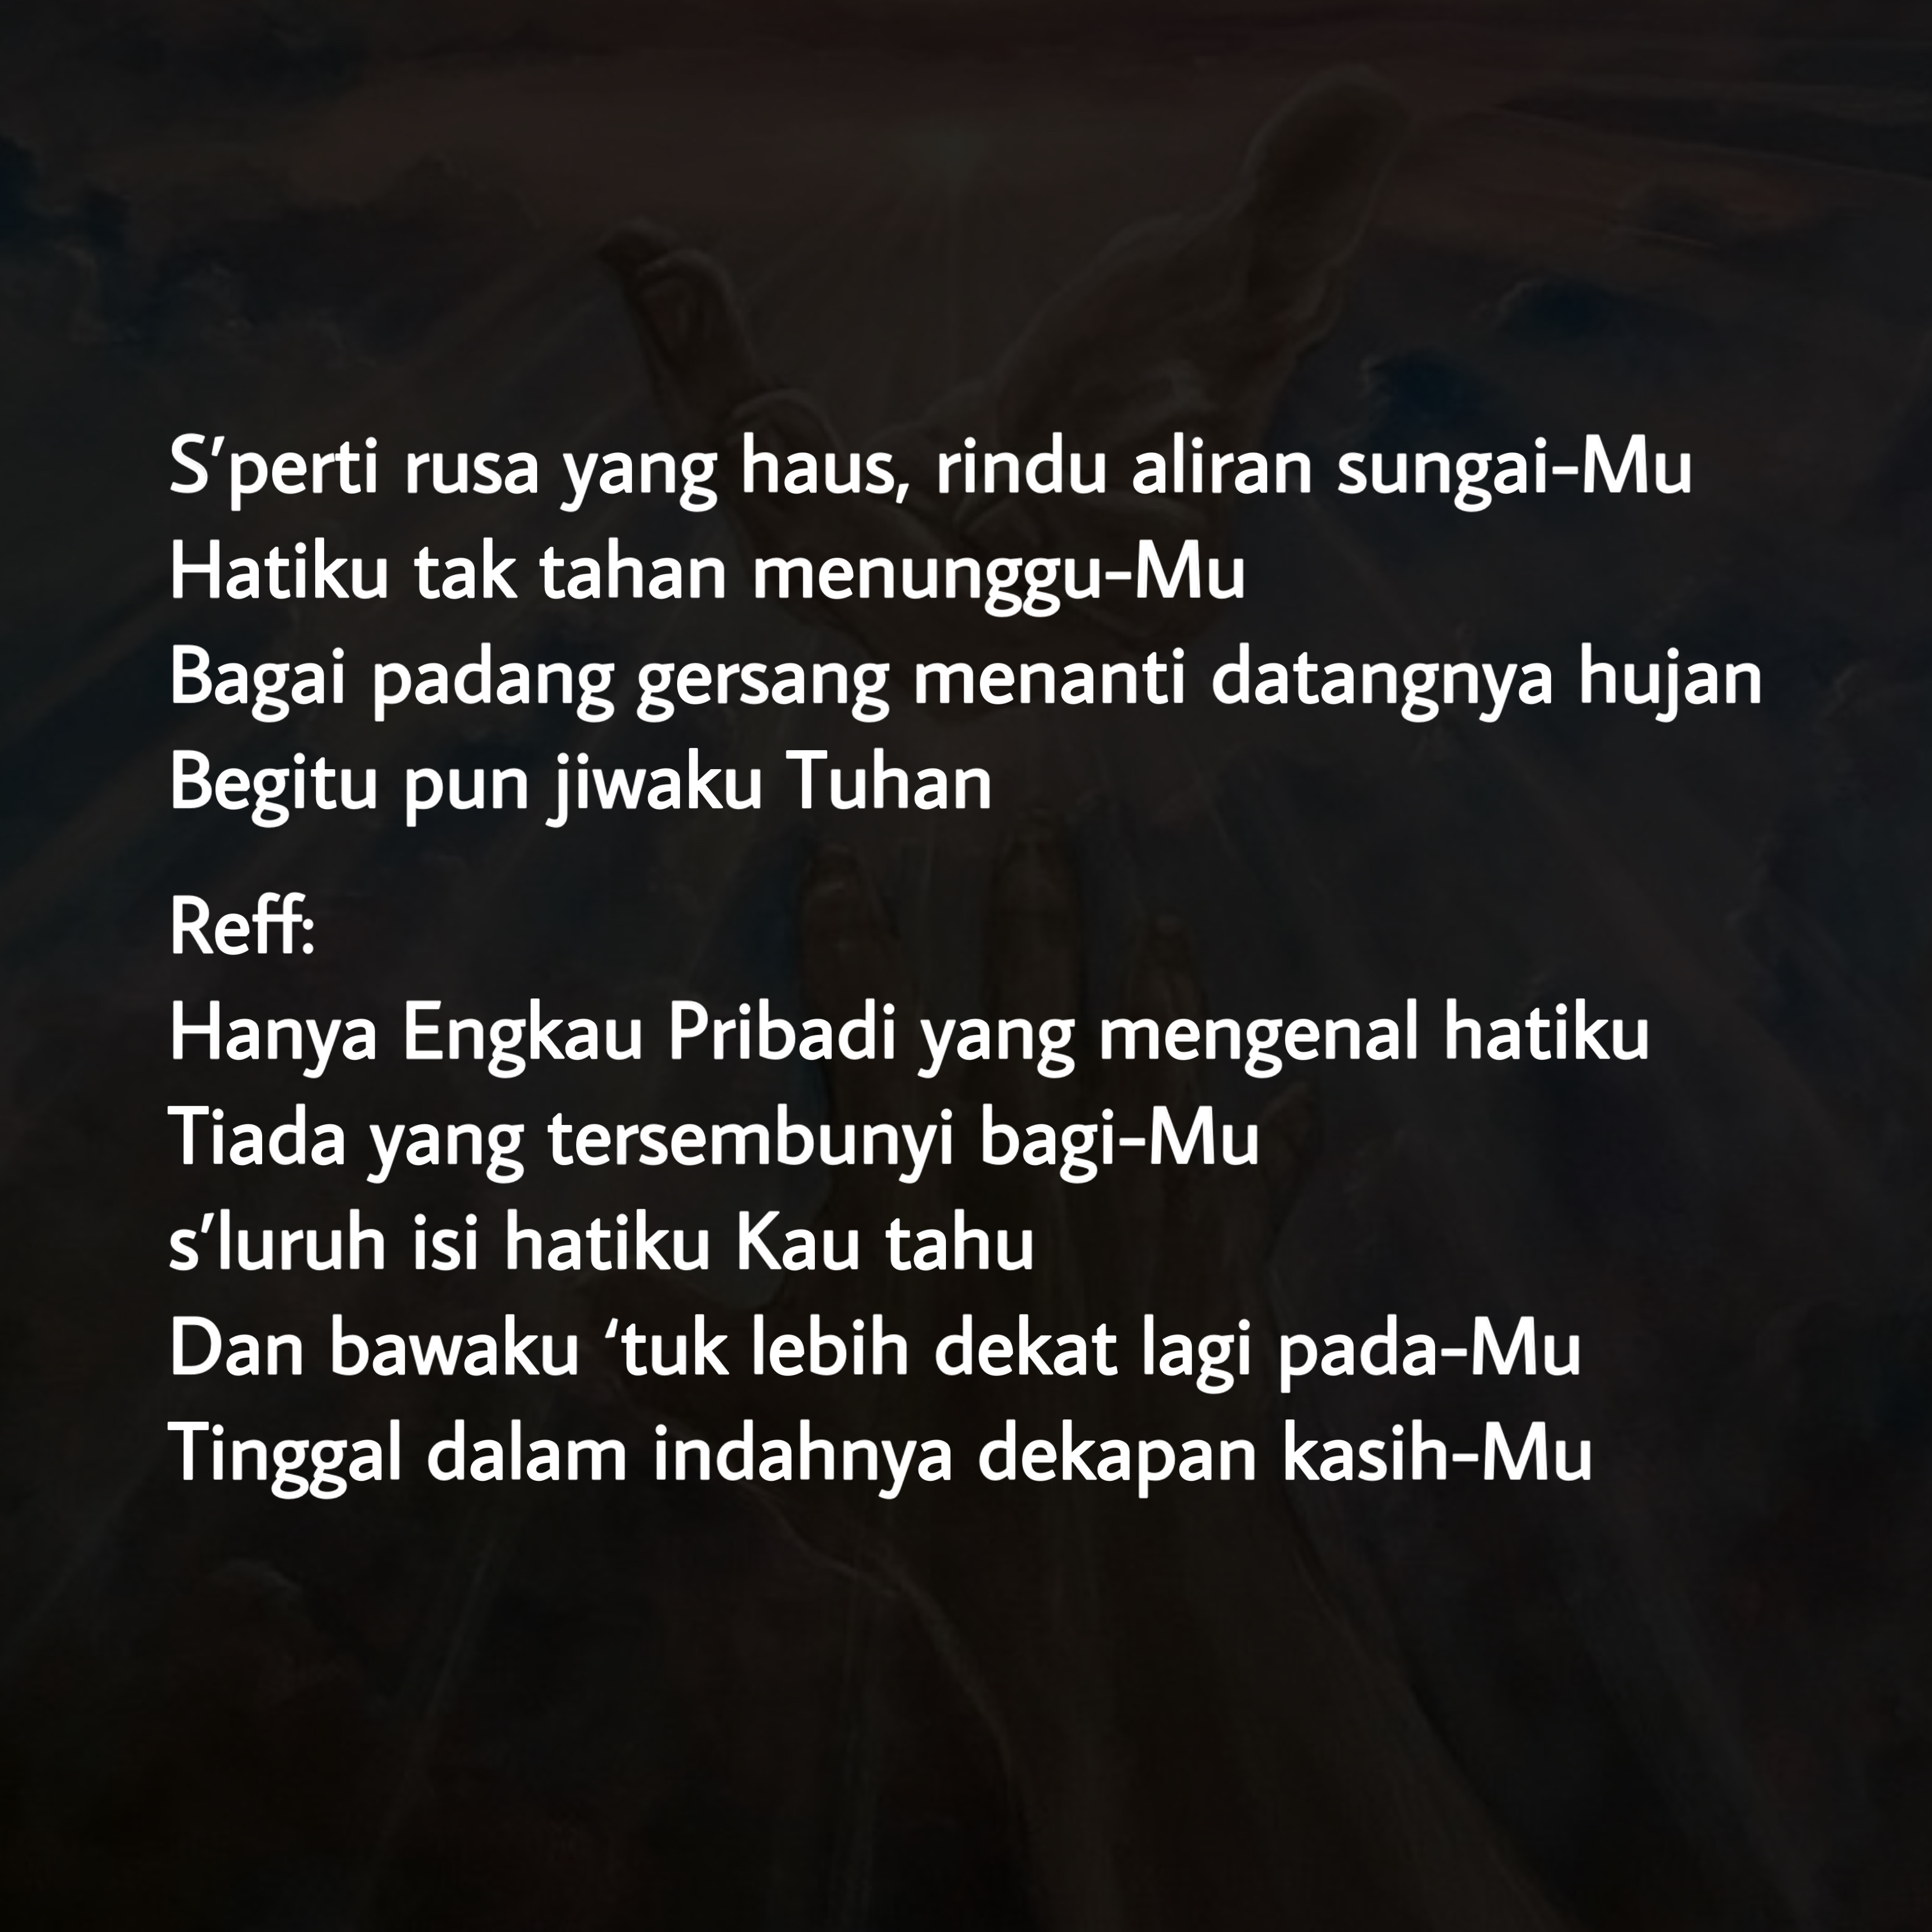 S’perti rusa yang haus, rindu aliran sungai-Mu
Hatiku tak tahan menunggu-Mu
Bagai padang gersang menanti datangnya hujan
Begitu pun jiwaku Tuhan
Reff:
Hanya Engkau Pribadi yang mengenal hatiku
Tiada yang tersembunyi bagi-Mu
s’luruh isi hatiku Kau tahu
Dan bawaku ‘tuk lebih dekat lagi pada-Mu
Tinggal dalam indahnya dekapan kasih-Mu